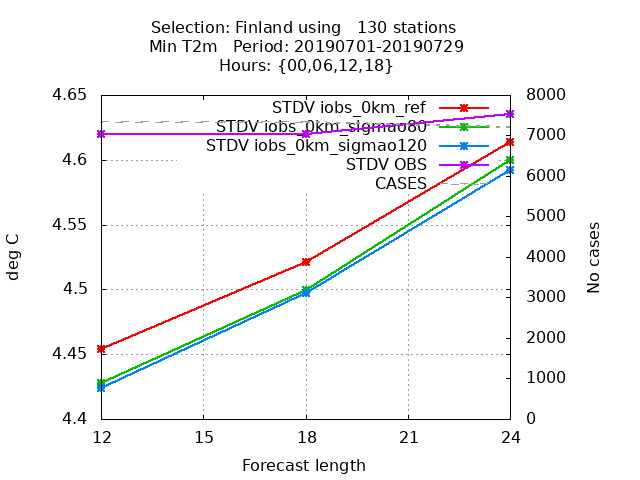 Selection: Finland using   130 stations
Min T2m   Period: 20190701-20190729
Hours: {00,06,12,18}
STDV iobs_0km_ref
STDV iobs_0km_sigmao80
STDV iobs_0km_sigmao120
STDV OBS
CASES
4.65
4.6
4.55
4.5
4.45
4.4
deg C
8000
7000
6000
5000
4000
3000
2000
1000
0
No cases
12 15 18 21 24
Forecast length